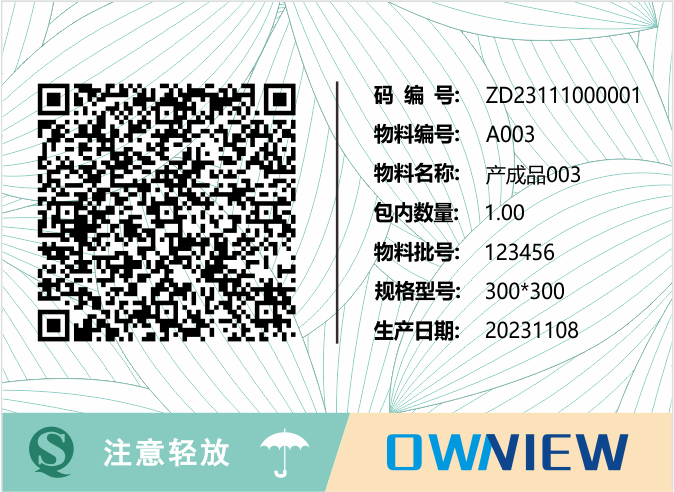 码 编 号: ZD23111000001
物料编号: A003
物料名称: 产成品003
包内数量: 1.00
物料批号: 123456
规格型号: 300*300
生产日期: 20231108
注意轻放
OWNIEW